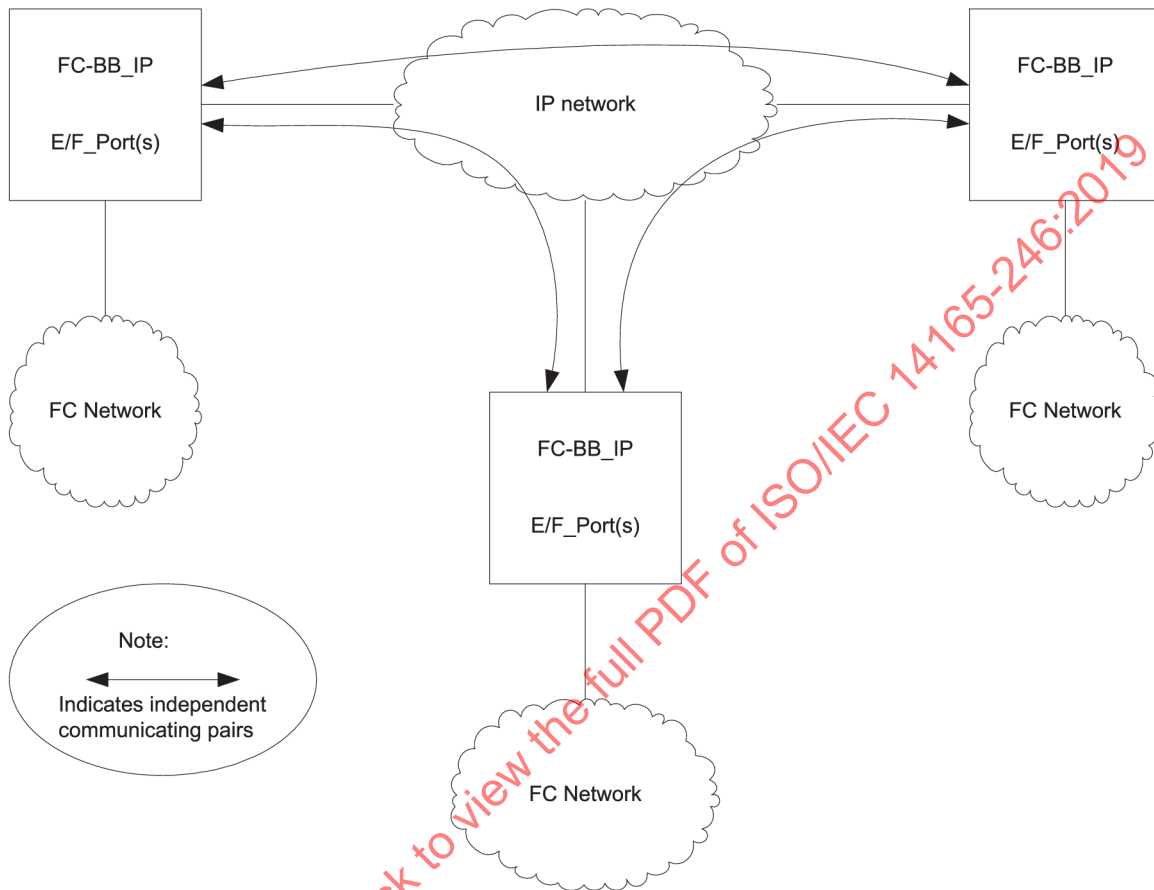 FC-BB_IP
E/F_Port(s)
IP network
FC-BB_IP
E/F_Port(s)
FC Network
FC Network
FC-BB_IP
E/F_Port(s)
Note:
Indicates independent
communicating pairs
FC Network
to view the full PDF of ISO/IEC 14165-246:2019